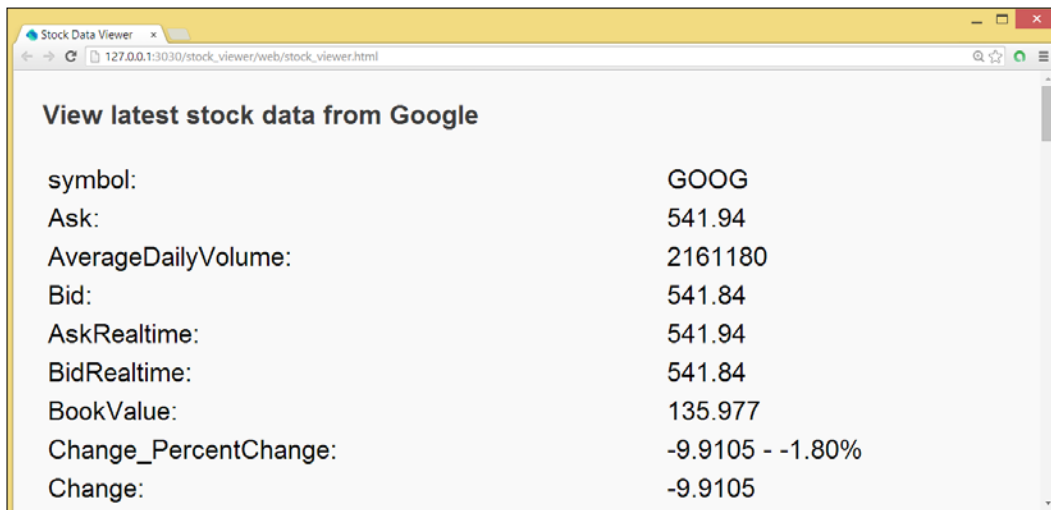 Stock Data Viewer
127.0.0.1:3030/stock_viewer/web/stock_viewer.html
View latest stock data from Google
symbol: GOOG
Ask: 541.94
AverageDailyVolume: 2161180
Bid: 541.84
AskRealtime: 541.94
BidRealtime: 541.84
BookValue: 135.977
Change_PercentChange: -9.9105 - -1.80%
Change: -9.9105